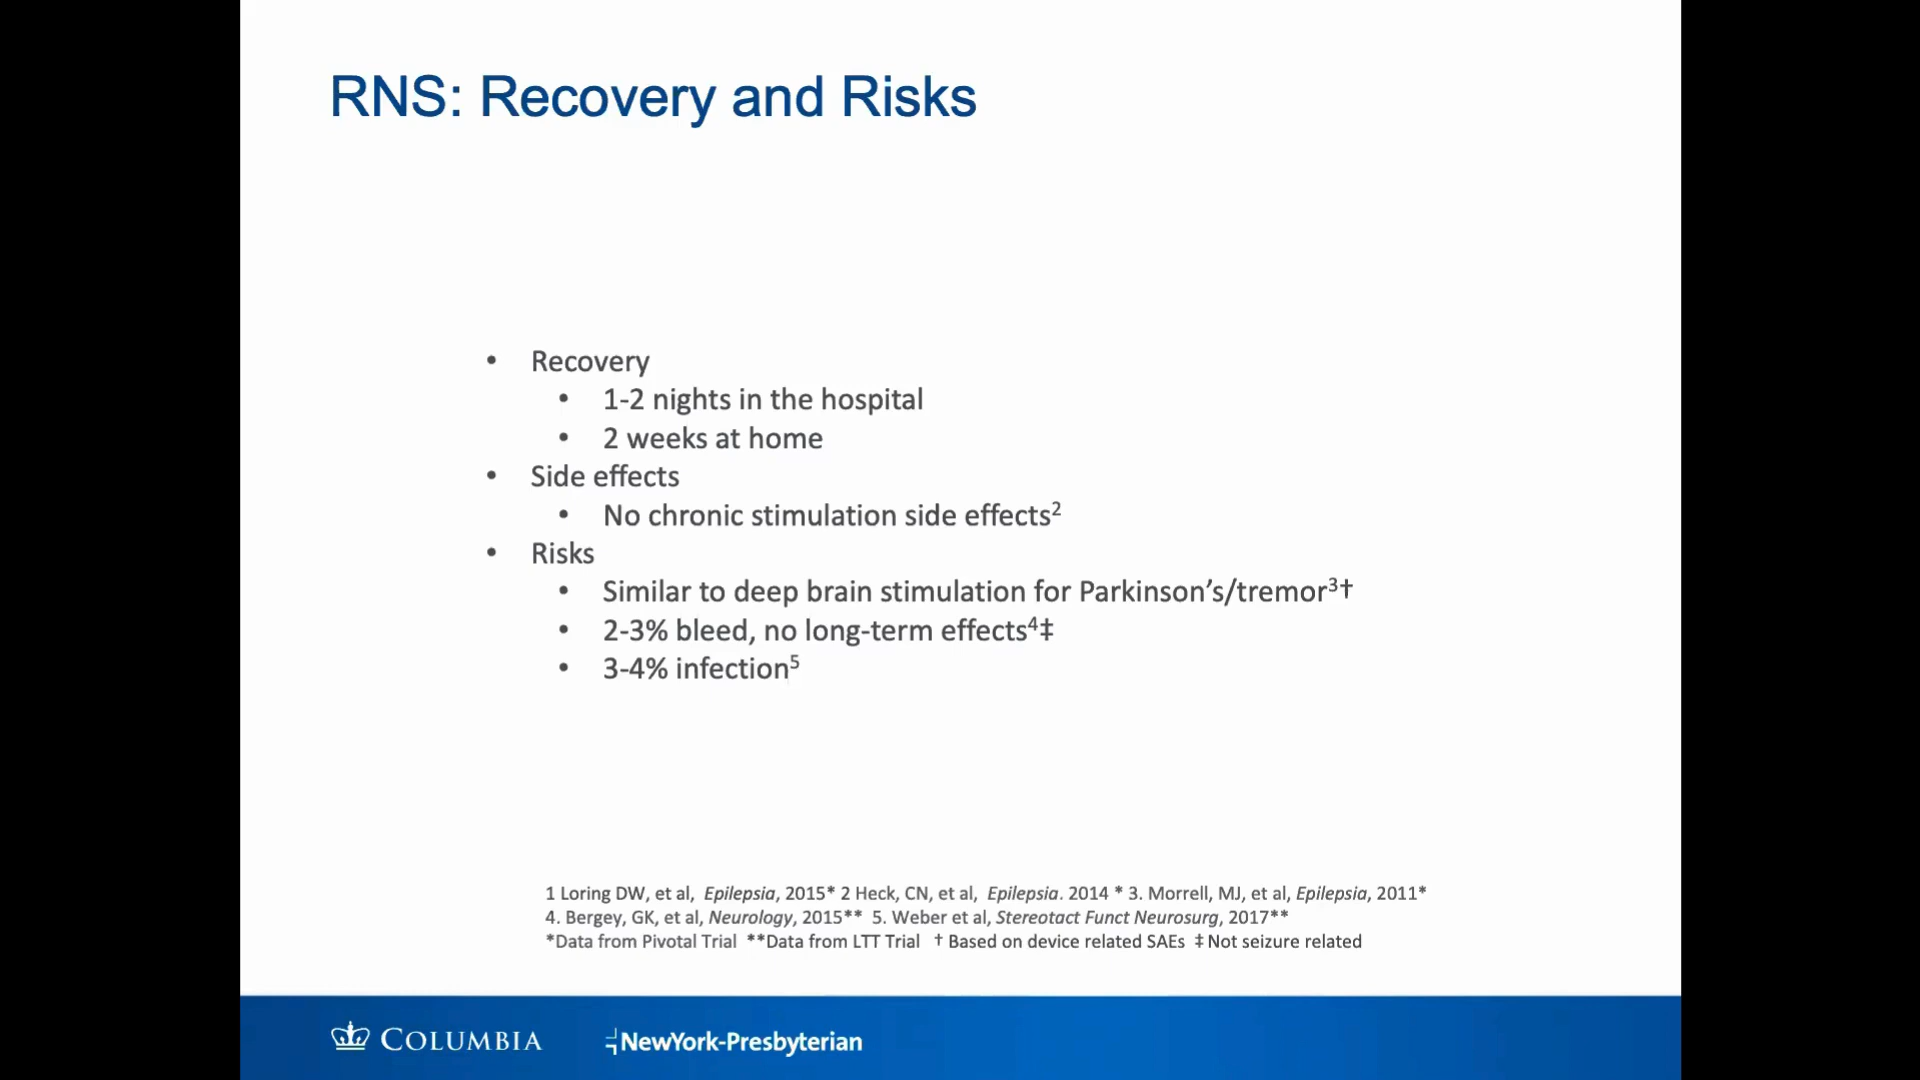 RNS: Recovery and Risks
• Recovery
• 1-2 nights in the hospital
• 2 weeks at home
• Side effects
• No chronic stimulation side effects²
• Risks
• Similar to deep brain stimulation for Parkinson’s/tremor³†
• 2-3% bleed, no long-term effects⁴‡
• 3-4% infection⁵
1 Loring DW, et al, Epilepsia, 2015* 2 Heck, CN, et al, Epilepsia. 2014 * 3. Morrell, MJ, et al, Epilepsia, 2011*
4. Bergey, GK, et al, Neurology, 2015** 5. Weber et al, Stereotact Funct Neurosurg, 2017**
*Data from Pivotal Trial **Data from LTT Trial † Based on device related SAEs ‡ Not seizure related
COLUMBIA NewYork-Presbyterian